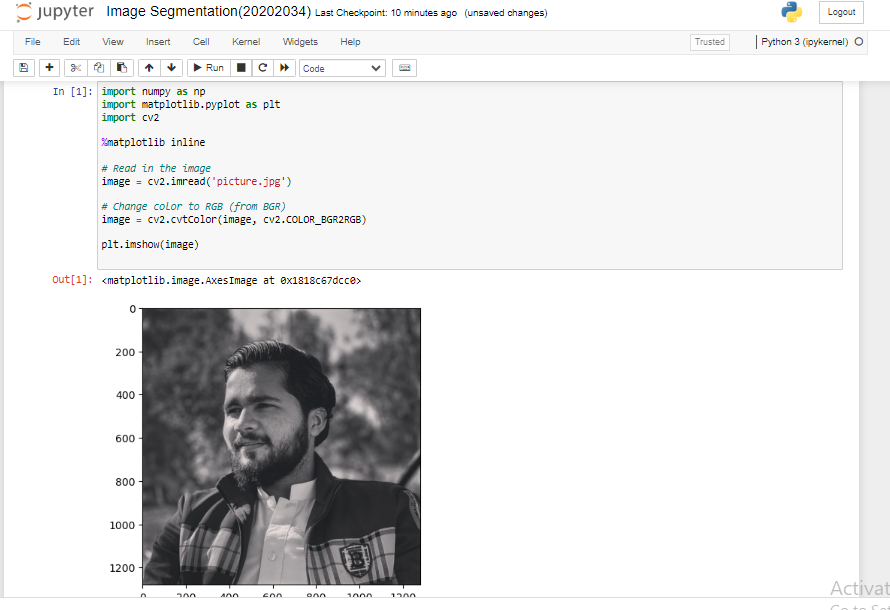 jupyter Image Segmentation(20202034) Last Checkpoint: 10 minutes ago (unsaved changes) Logout
File Edit View Insert Cell Kernel Widgets Help Trusted Python 3 (ipykernel)
Run Code
In [1]: import numpy as np
import matplotlib.pyplot as plt
import cv2
%matplotlib inline
# Read in the image
image = cv2.imread('picture.jpg')
# Change color to RGB (from BGR)
image = cv2.cvtColor(image, cv2.COLOR_BGR2RGB)
plt.imshow(image)
Out[1]: <matplotlib.image.AxesImage at 0x1818c67dcc0>
0
200
400
600
800
1000
1200
0 200 400 600 800 1000 1200
B
Activat